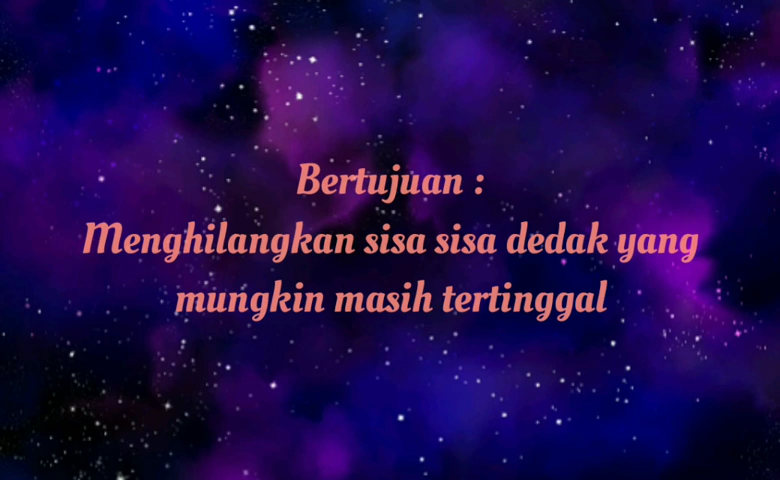 Bertujuan :
Menghilangkan sisa sisa dedak yang
mungkin masih tertinggal